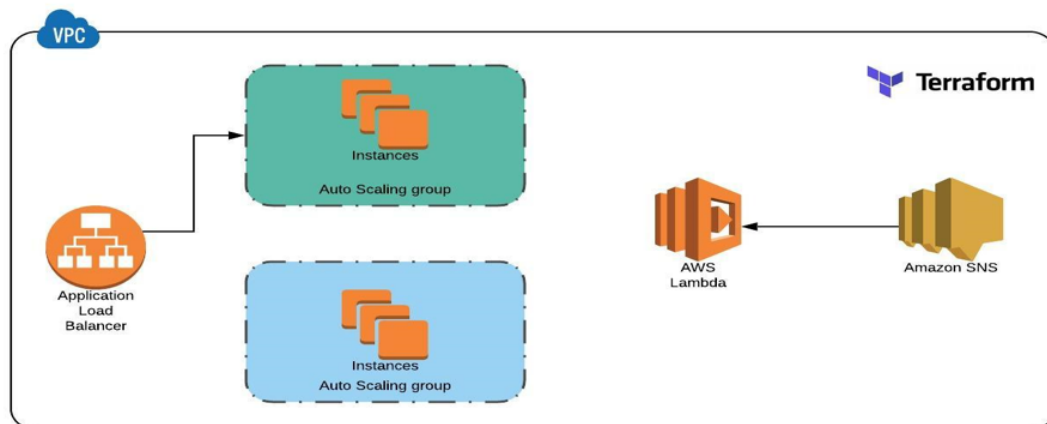 VPC
Terraform
Instances
Auto Scaling group
Application
Load
Balancer
AWS
Lambda
Amazon SNS
Instances
Auto Scaling group